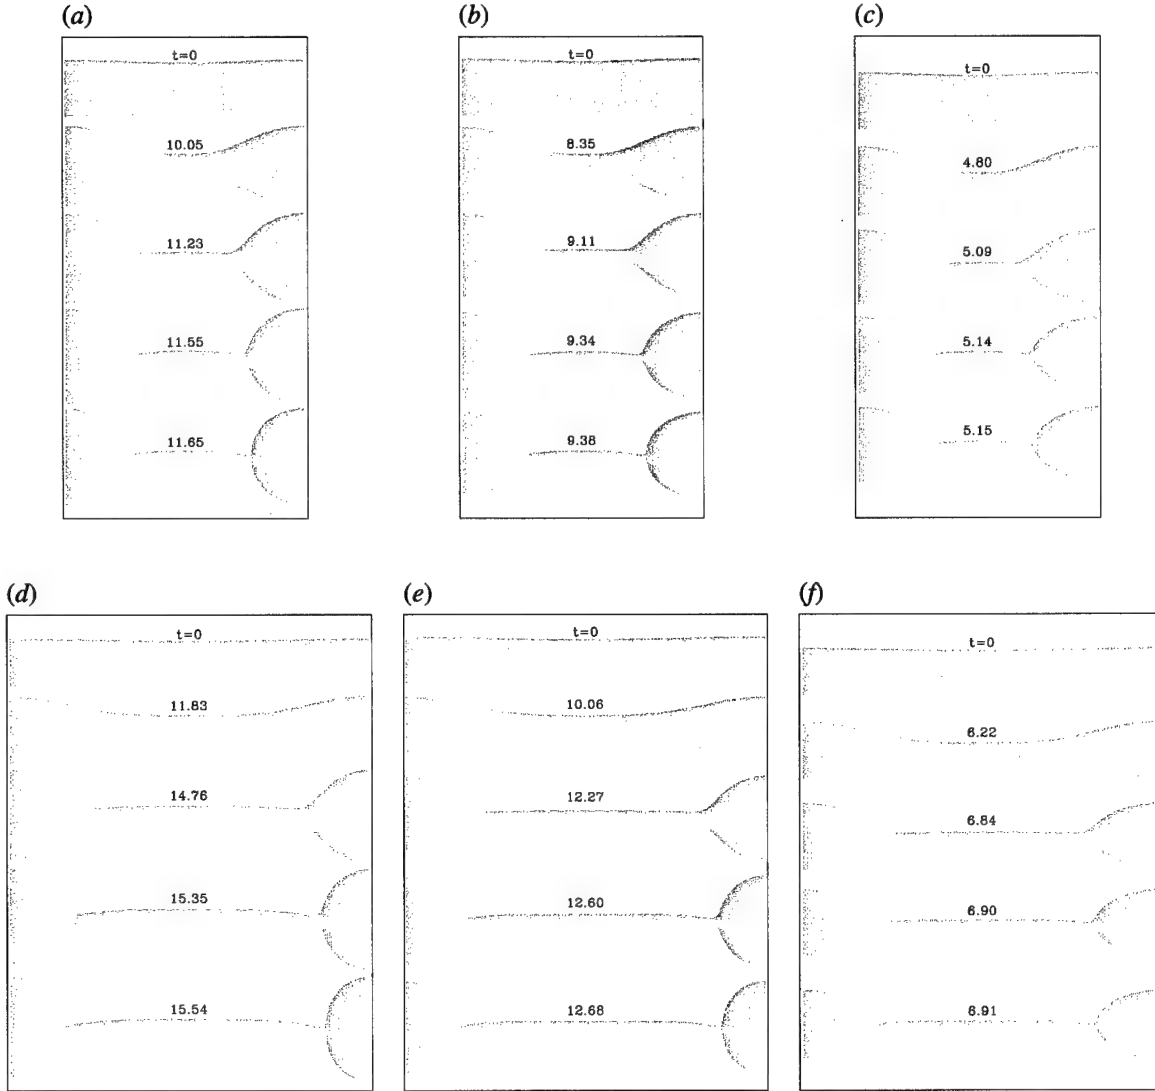 (a)
t=0
10.05
11.23
11.55
11.65
(b)
t=0
8.35
9.11
9.34
9.38
(c)
t=0
4.80
5.09
5.14
5.15
(d)
t=0
11.83
14.76
15.35
15.54
(e)
t=0
10.06
12.27
12.60
12.68
(f)
t=0
6.22
6.84
6.90
6.91